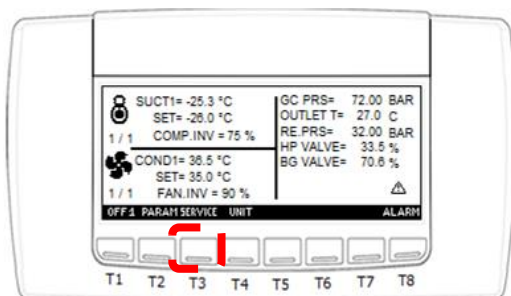 SUCT1= -25.3 °C
SET= -26.0 °C
1 / 1 COMP.INV = 75 %
COND1= 36.5 °C
SET= 35.0 °C
1 / 1 FAN.INV = 90 %
GC PRS= 72.00 BAR
OUTLET T= 27.0 C
RE.PRS= 32.00 BAR
HP VALVE= 33.5 %
BG VALVE= 70.6 %
OFF1 PARAM SERVICE UNIT ALARM
T1 T2 T3 T4 T5 T6 T7 T8